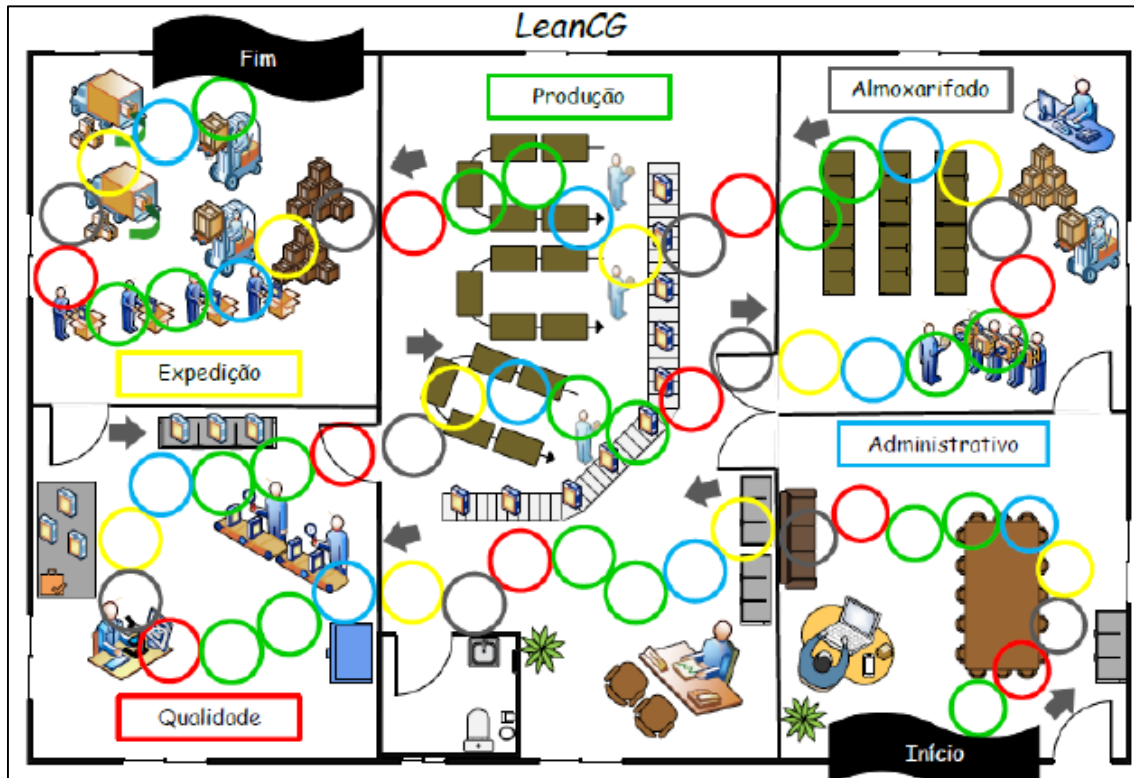 LeanCG
Fim
Produção
Almoxarifado
Expedição
Administrativo
Qualidade
Início